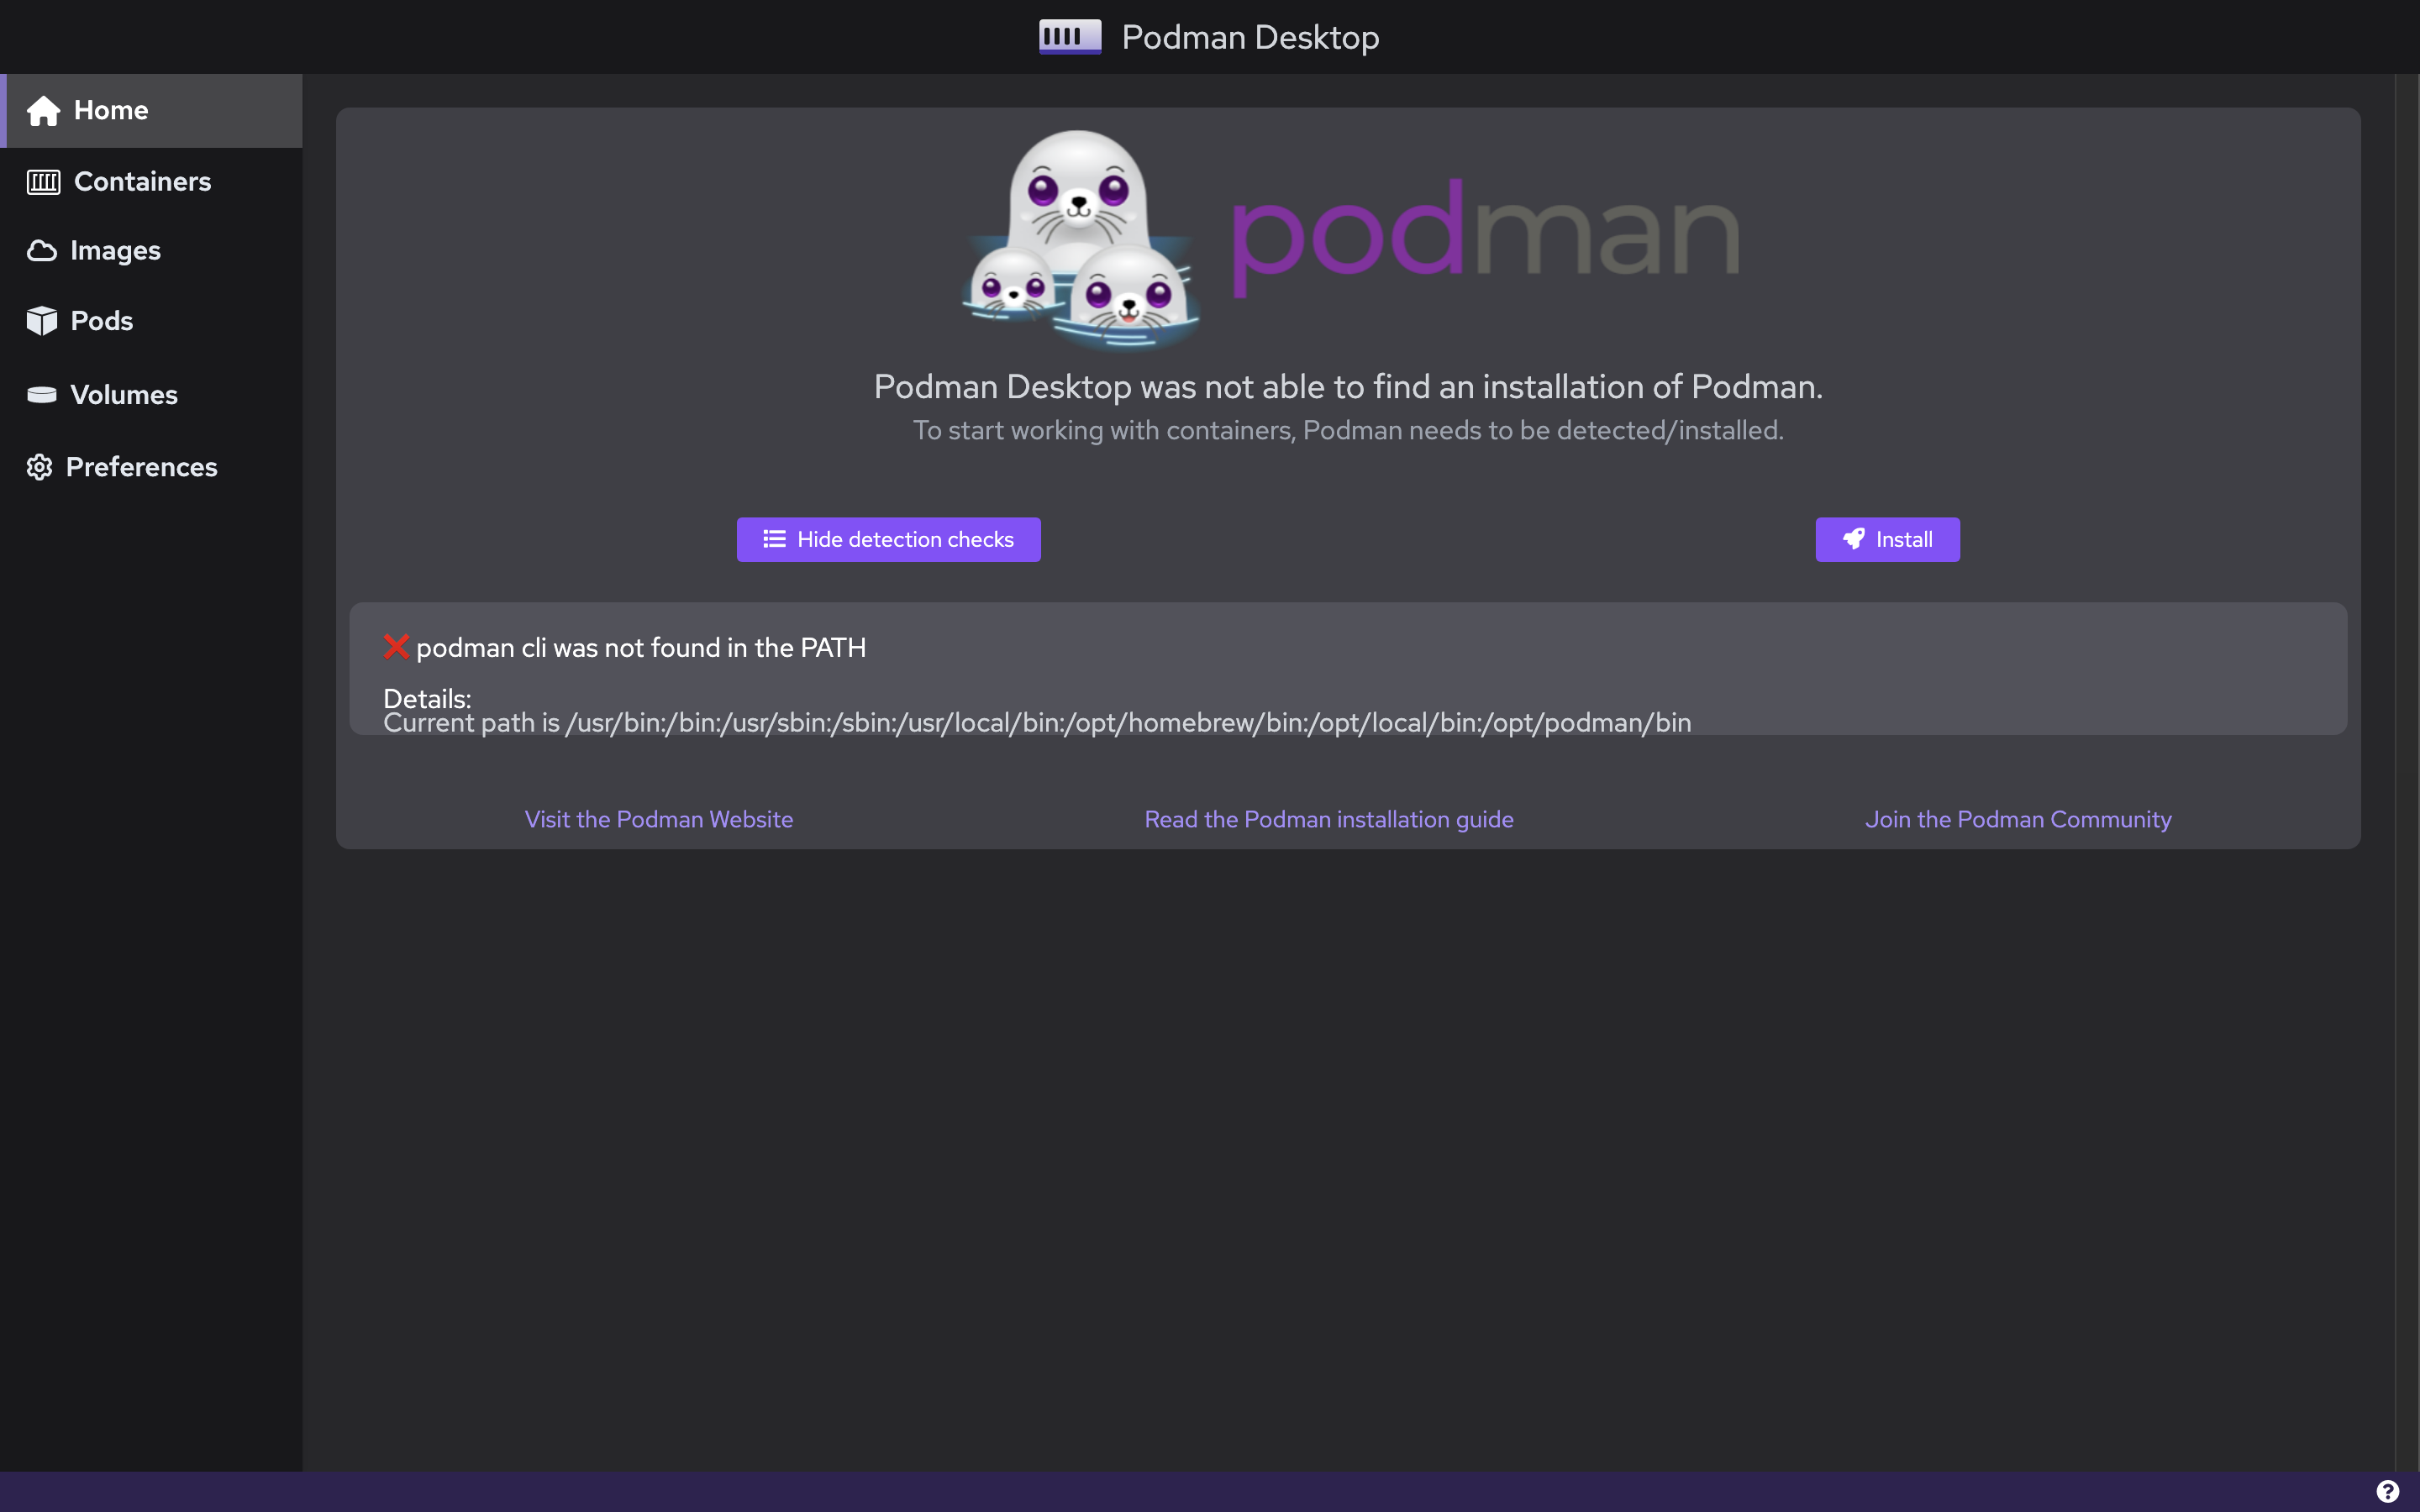 Podman Desktop
Home
Containers
Images
Pods
Volumes
Preferences
podman
Podman Desktop was not able to find an installation of Podman.
To start working with containers, Podman needs to be detected/installed.
Hide detection checks
Install
❌ podman cli was not found in the PATH
Details:
Current path is /usr/bin:/bin:/usr/sbin:/sbin:/usr/local/bin:/opt/homebrew/bin:/opt/local/bin:/opt/podman/bin
Visit the Podman Website
Read the Podman installation guide
Join the Podman Community
?